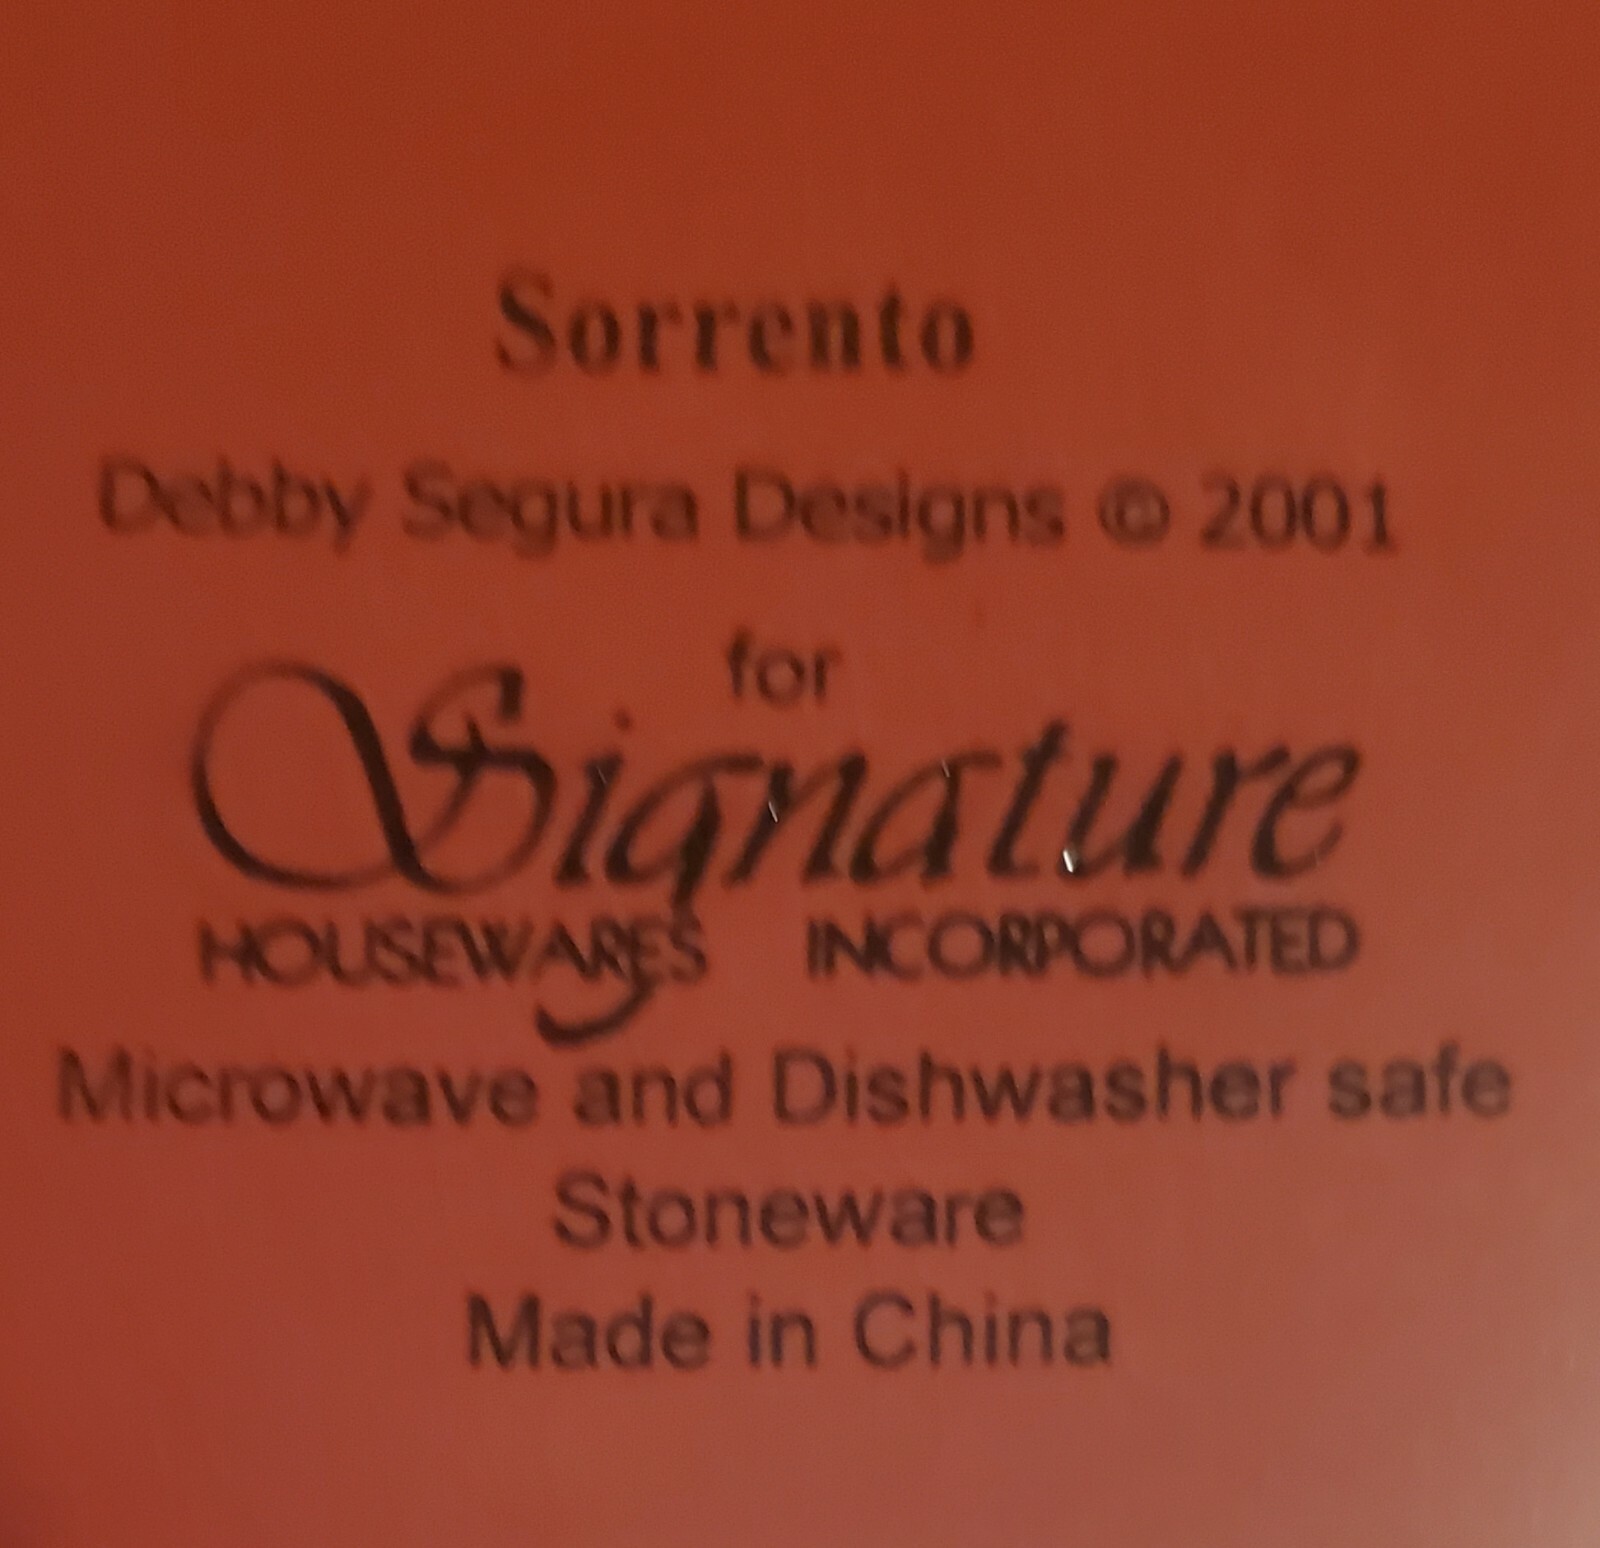 Sorrento
Debby Segura Designs © 2001
for
Signature
HOUSEWARES INCORPORATED
Microwave and Dishwasher safe
Stoneware
Made in China